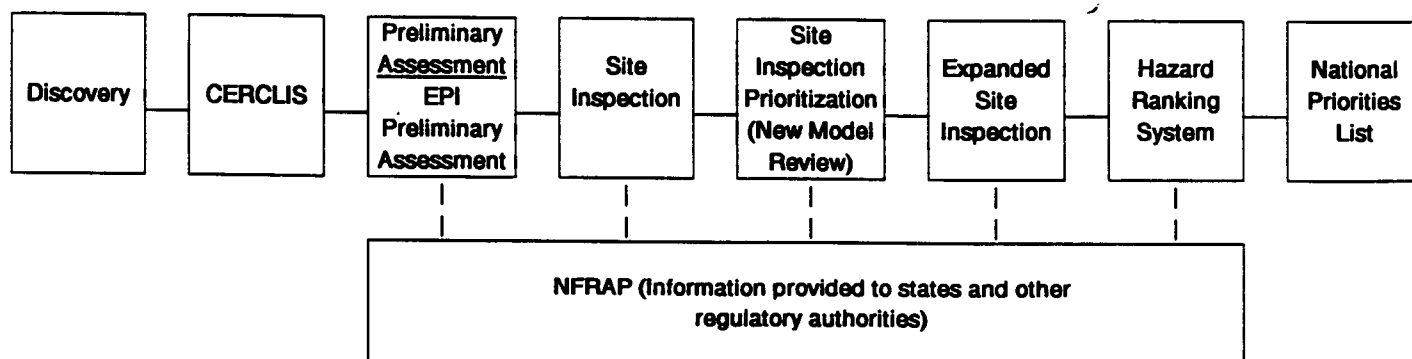 Discovery
CERCLIS
Preliminary
Assessment
EPI
Preliminary
Assessment
Site
Inspection
Site
Inspection
Prioritization
(New Model
Review)
Expanded
Site
Inspection
Hazard
Ranking
System
National
Priorities
List
NFRAP (Information provided to states and other
regulatory authorities)